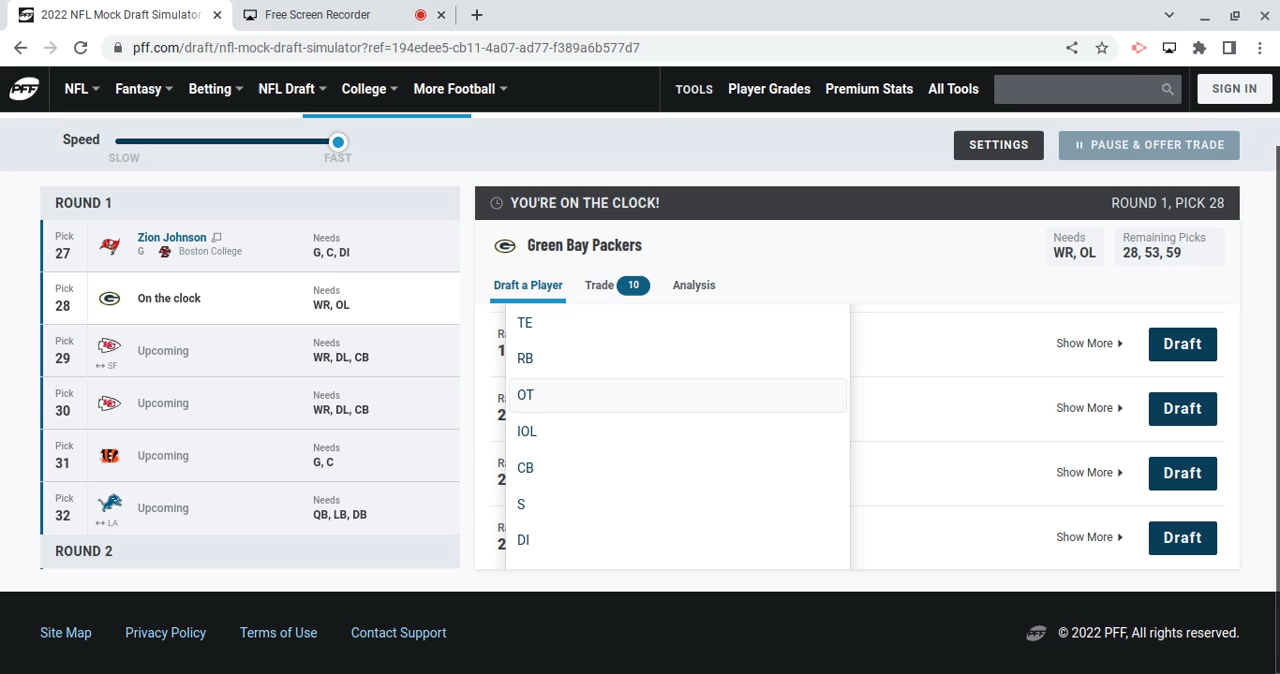 2022 NFL Mock Draft Simulator
Free Screen Recorder
pff.com/draft/nfl-mock-draft-simulator?ref=194edee5-cb11-4a07-ad77-f389a6b577d7
PFF NFL Fantasy Betting NFL Draft College More Football TOOLS Player Grades Premium Stats All Tools SIGN IN
Speed
SLOW FAST
SETTINGS
PAUSE & OFFER TRADE
ROUND 1
Pick
27
Zion Johnson
G Boston College
Needs
G, C, DI
Pick
28
On the clock
Needs
WR, OL
Pick
29
↔ SF
Upcoming
Needs
WR, DL, CB
Pick
30
Upcoming
Needs
WR, DL, CB
Pick
31
Upcoming
Needs
G, C
Pick
32
↔ LA
Upcoming
Needs
QB, LB, DB
ROUND 2
YOU'RE ON THE CLOCK! ROUND 1, PICK 28
Green Bay Packers
Needs
WR, OL
Remaining Picks
28, 53, 59
Draft a Player Trade 10 Analysis
TE
RB
OT
IOL
CB
S
DI
Show More Draft
Show More Draft
Show More Draft
Show More Draft
Site Map Privacy Policy Terms of Use Contact Support
PFF © 2022 PFF, All rights reserved.